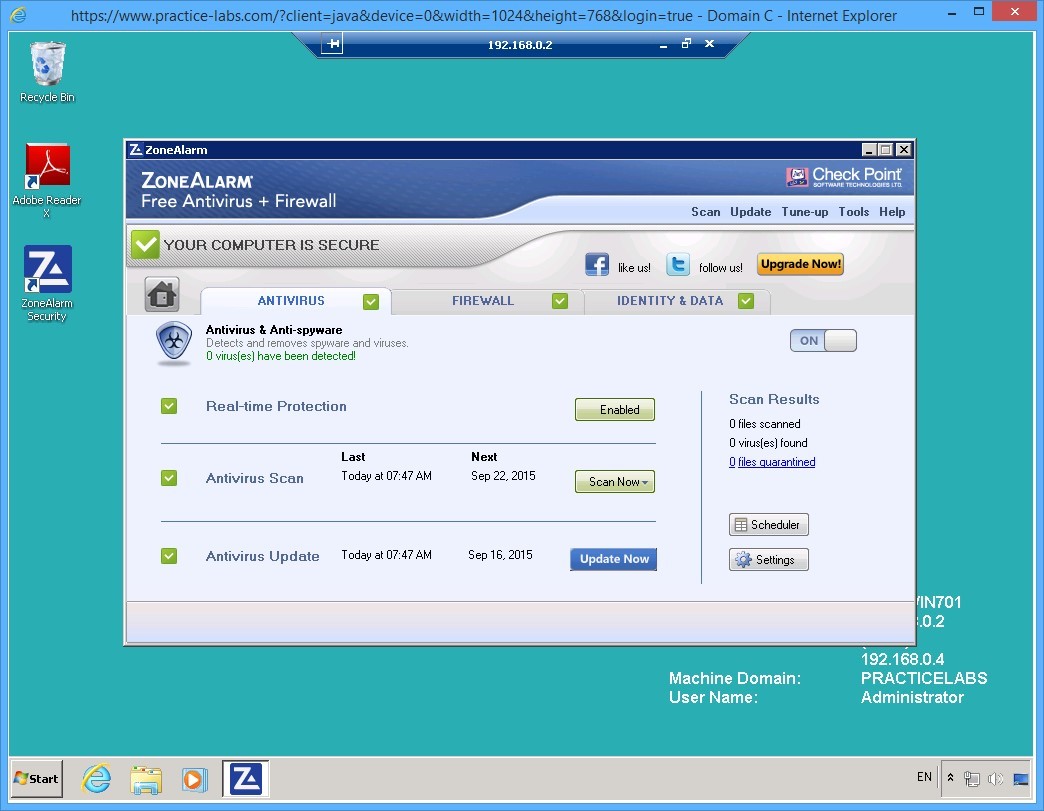 https://www.practice-labs.com/?client=java&device=0&width=1024&height=768&login=true - Domain C - Internet Explorer
192.168.0.2
Recycle Bin
Adobe Reader
X
ZoneAlarm
Security
ZoneAlarm
ZONEALARM
Free Antivirus + Firewall
Check Point
SOFTWARE TECHNOLOGIES LTD.
Scan Update Tune-up Tools Help
YOUR COMPUTER IS SECURE
like us! follow us! Upgrade Now!
ANTIVIRUS FIREWALL IDENTITY & DATA
Antivirus & Anti-spyware
Detects and removes spyware and viruses.
0 virus(es) have been detected!
ON
Real-time Protection Enabled
Last Next
Antivirus Scan Today at 07:47 AM Sep 22, 2015 Scan Now
Antivirus Update Today at 07:47 AM Sep 16, 2015 Update Now
Scan Results
0 files scanned
0 virus(es) found
0 files quarantined
Scheduler
Settings
IN701
.0.2
192.168.0.4
Machine Domain: PRACTICELABS
User Name: Administrator
Start
EN